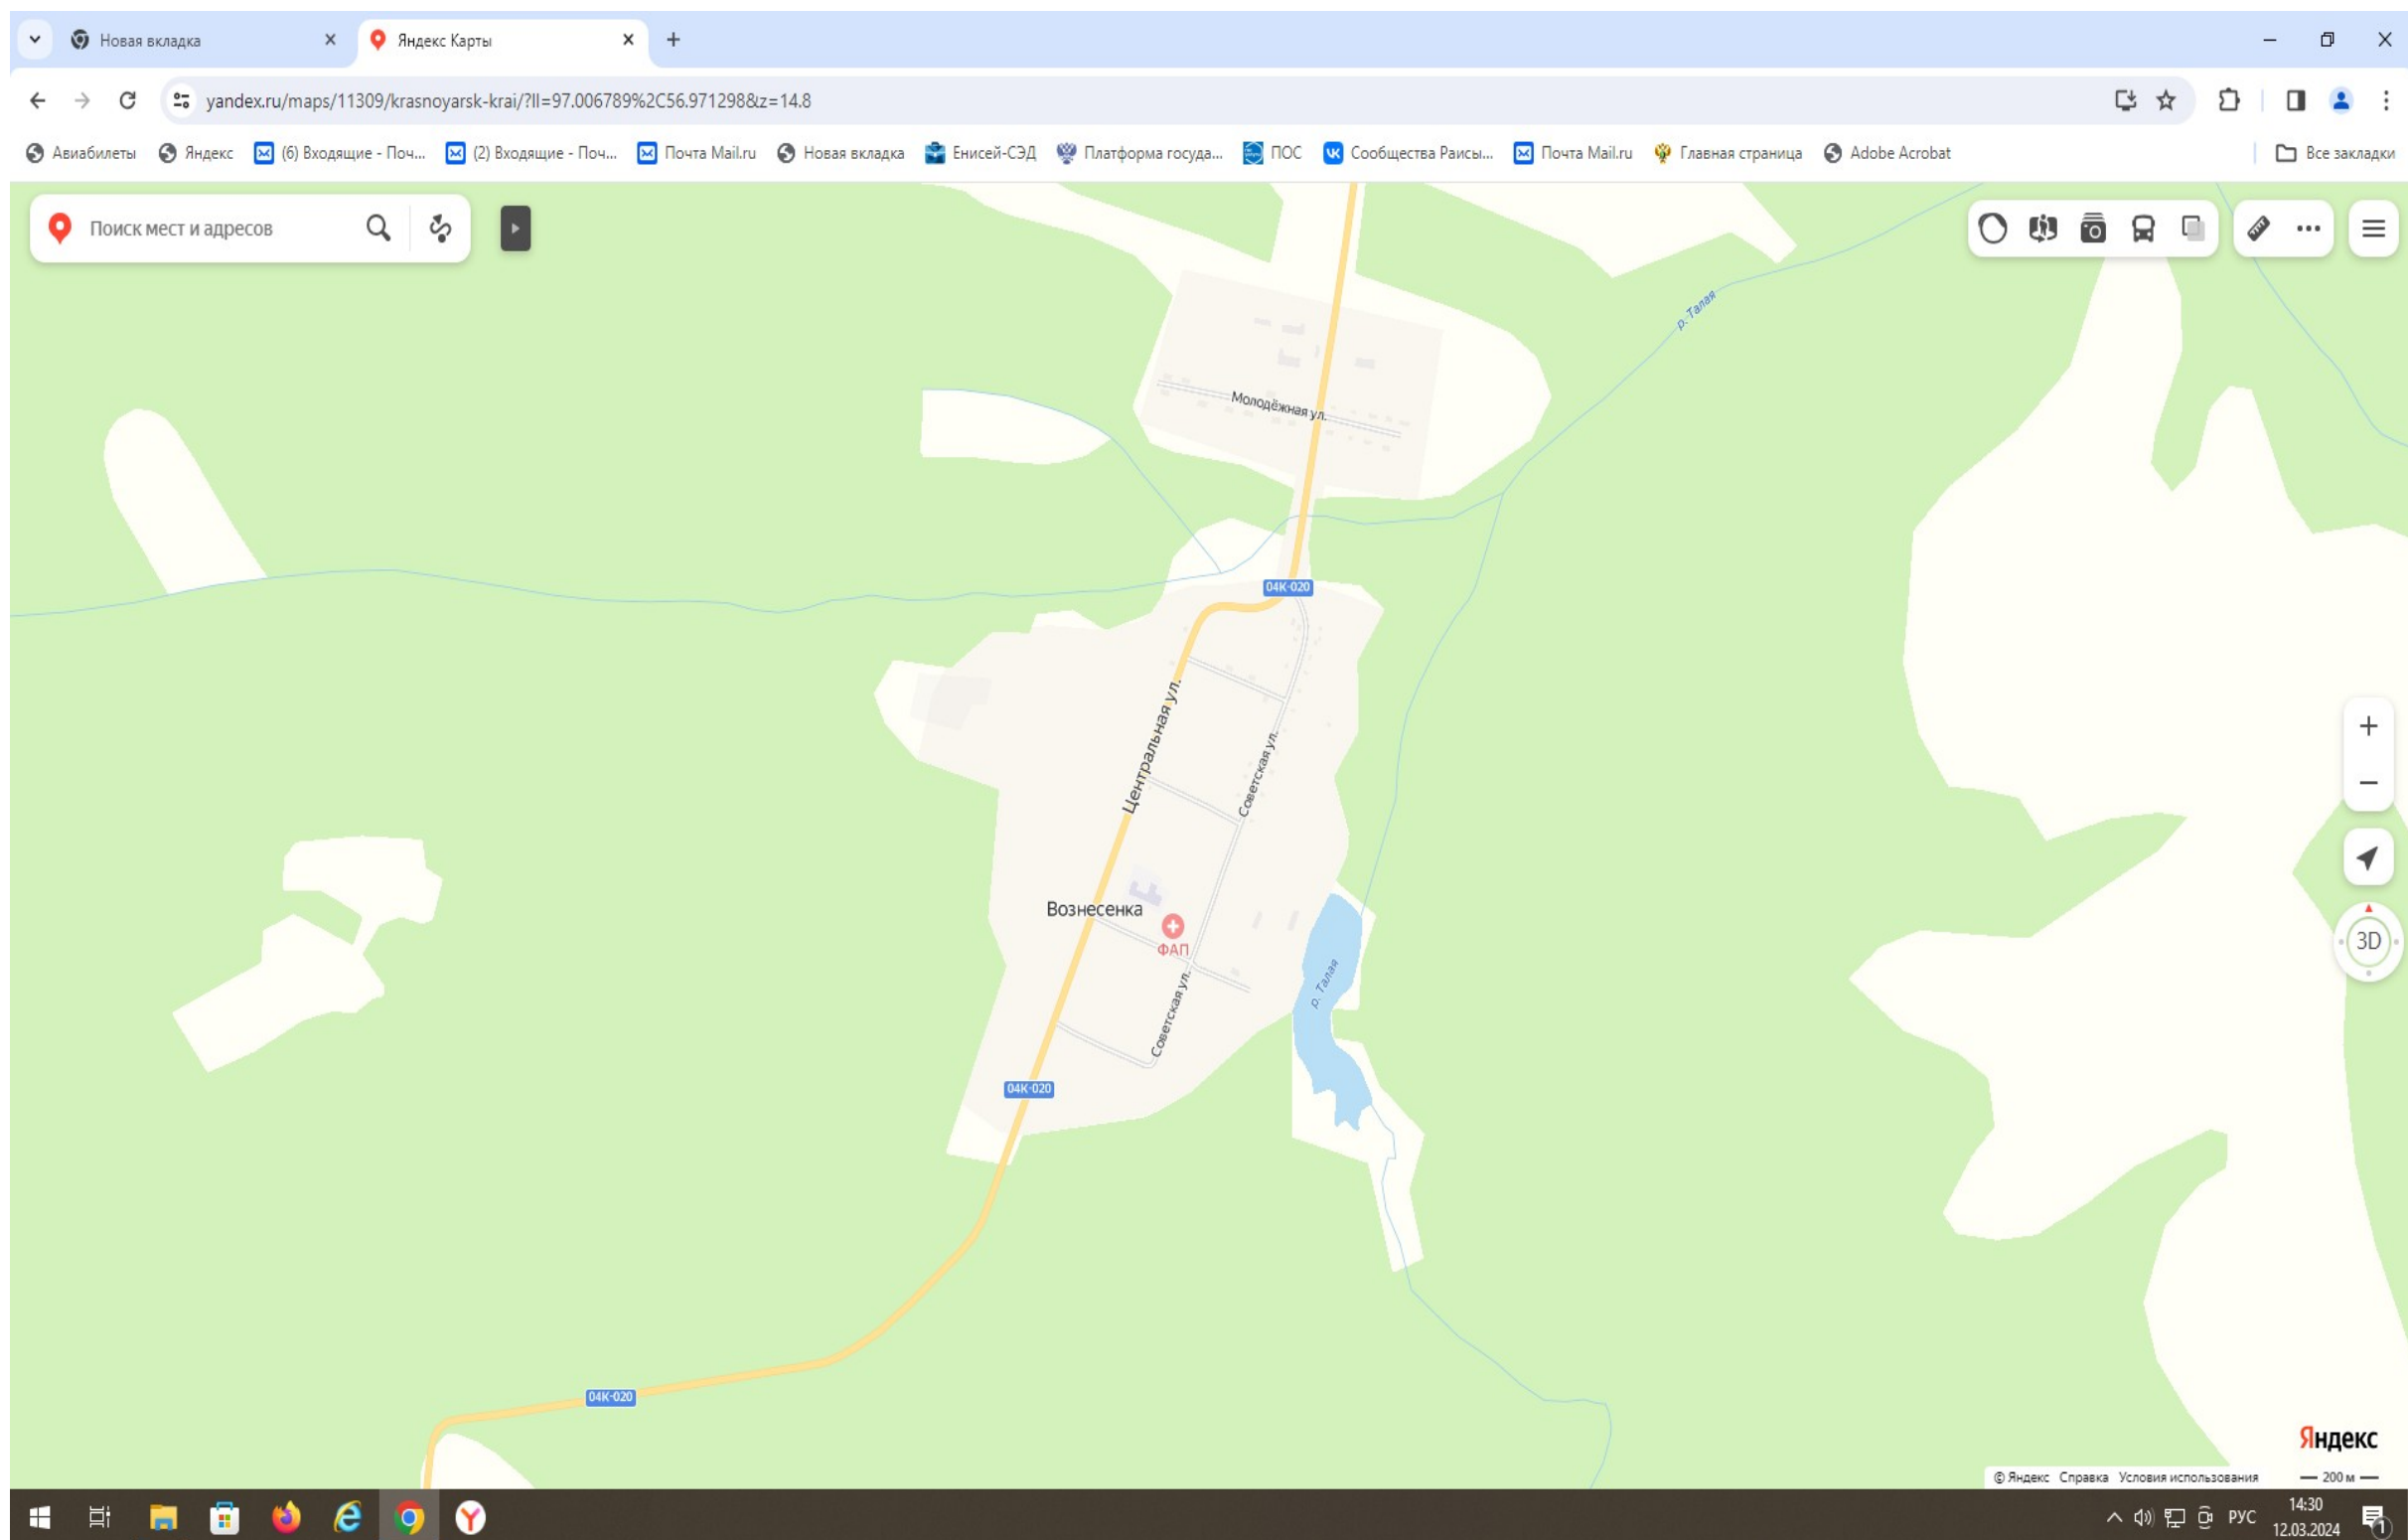 Новая вкладка
Яндекс Карты
yandex.ru/maps/11309/krasnoyarsk-krai/?ll=97.006789%2C56.971298&z=14.8
Авиабилеты
Яндекс
(6) Входящие - Поч...
(2) Входящие - Поч...
Почта Mail.ru
Новая вкладка
Енисей-СЭД
Платформа госуда...
ПОС
Сообщества Раисы...
Почта Mail.ru
Главная страница
Adobe Acrobat
Все закладки
Поиск мест и адресов
р. Талая
Молодёжная ул.
04К-020
Центральная ул.
Советская ул.
Вознесенка
ФАП
р. Талая
Советская ул.
04К-020
3D
04К-020
Яндекс
© Яндекс Справка Условия использования
200 м
РУС
14:30
12.03.2024
1